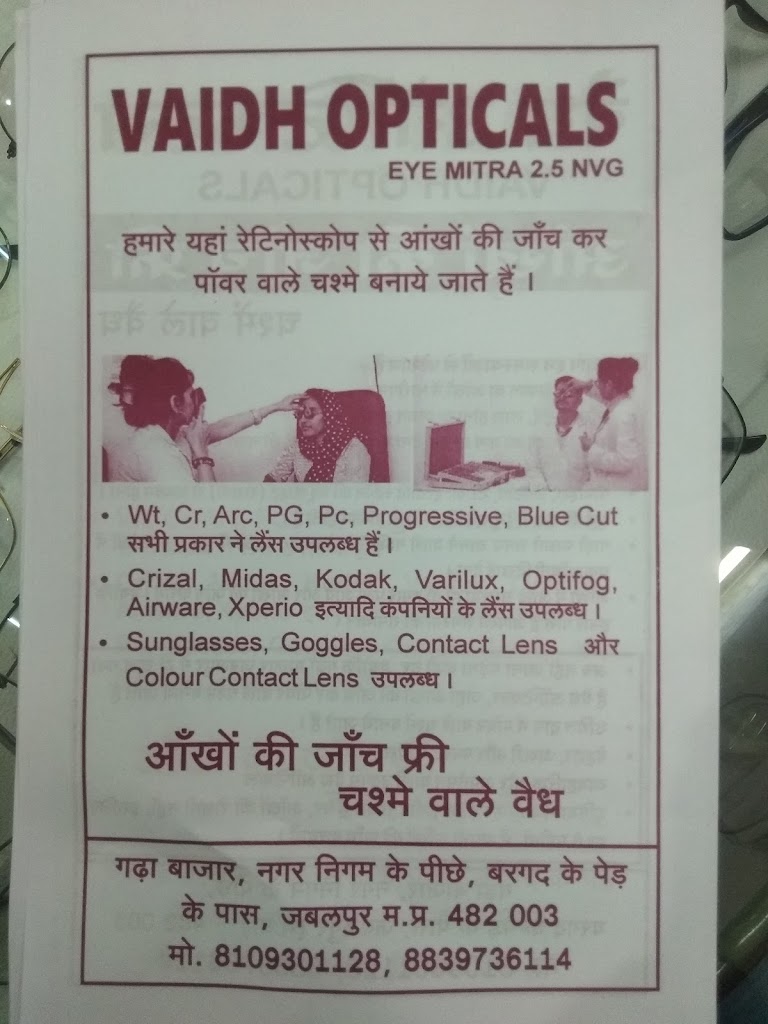 VAIDH OPTICALS
EYE MITRA 2.5 NVG
हमारे यहां रेटिनोस्कोप से आंखों की जाँच कर
पॉवर वाले चश्मे बनाये जाते हैं ।
• Wt, Cr, Arc, PG, Pc, Progressive, Blue Cut
सभी प्रकार ने लैंस उपलब्ध हैं ।
• Crizal, Midas, Kodak, Varilux, Optifog,
Airware, Xperio इत्यादि कंपनियों के लैंस उपलब्ध ।
• Sunglasses, Goggles, Contact Lens और
Colour Contact Lens उपलब्ध ।
आँखों की जाँच फ्री
चश्मे वाले वैध
गढ़ा बाजार, नगर निगम के पीछे, बरगद के पेड़
के पास, जबलपुर म.प्र. 482 003
मो. 8109301128, 8839736114